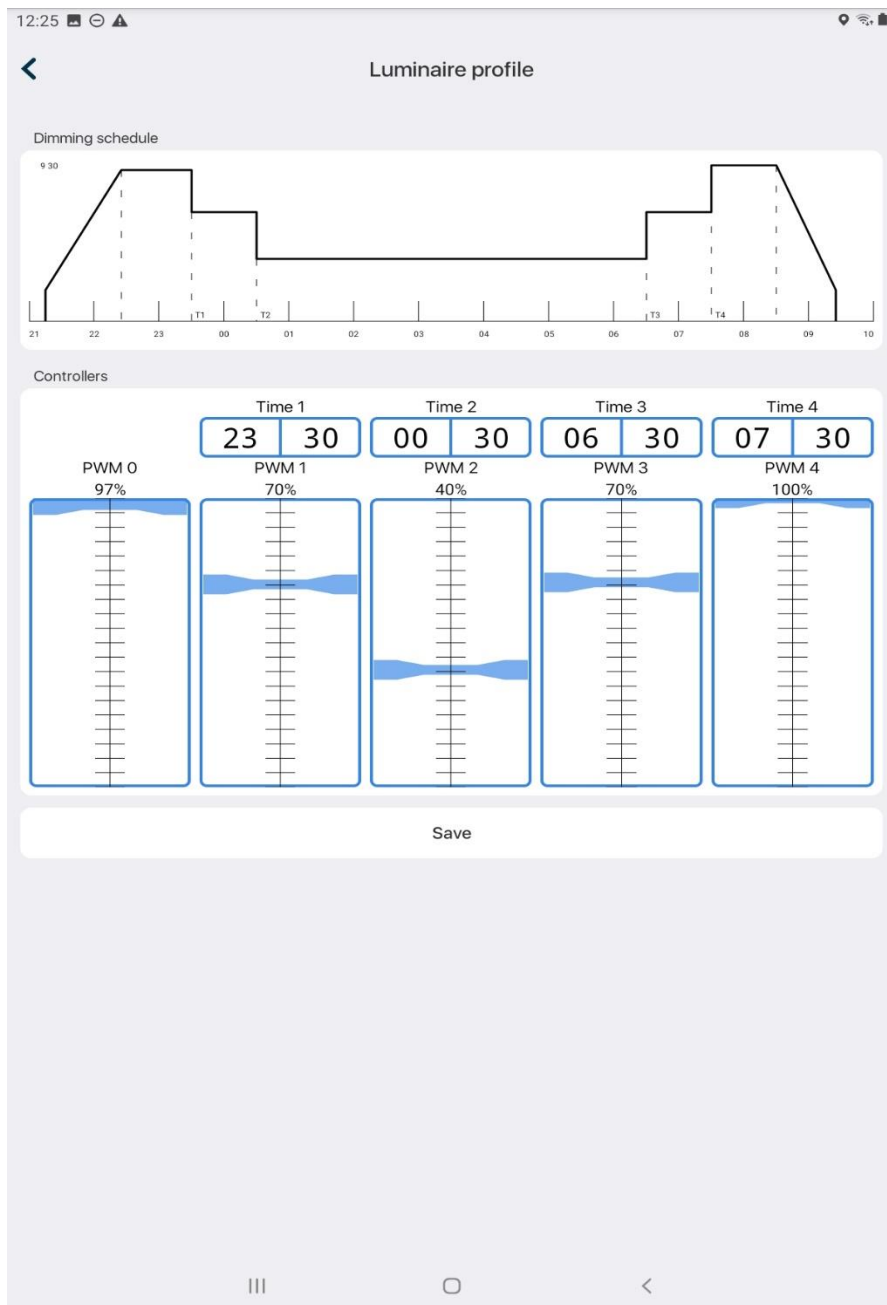 12:25
Luminaire profile
Dimming schedule
9 30
T1 T2 T3 T4
21 22 23 00 01 02 03 04 05 06 07 08 09 10
Controllers
Time 1 Time 2 Time 3 Time 4
23 30 00 30 06 30 07 30
PWM 0 PWM 1 PWM 2 PWM 3 PWM 4
97% 70% 40% 70% 100%
Save